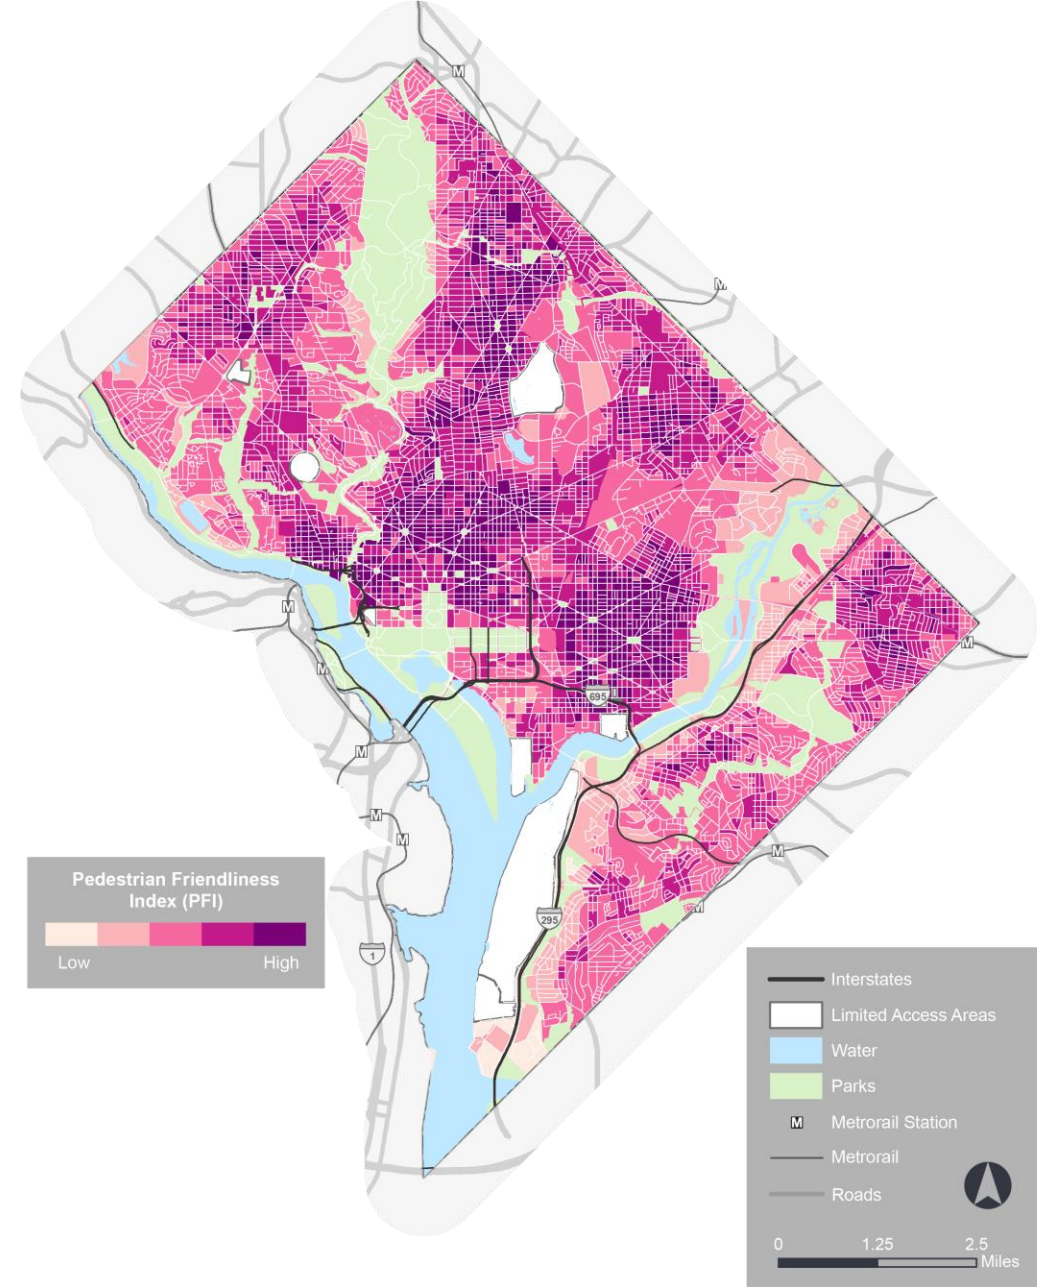 M
M
M
M
M
695
M
M
M
M
M
M
295
1
Pedestrian Friendliness
Index (PFI)
Low High
Interstates
Limited Access Areas
Water
Parks
M Metrorail Station
Metrorail
Roads
0 1.25 2.5
Miles